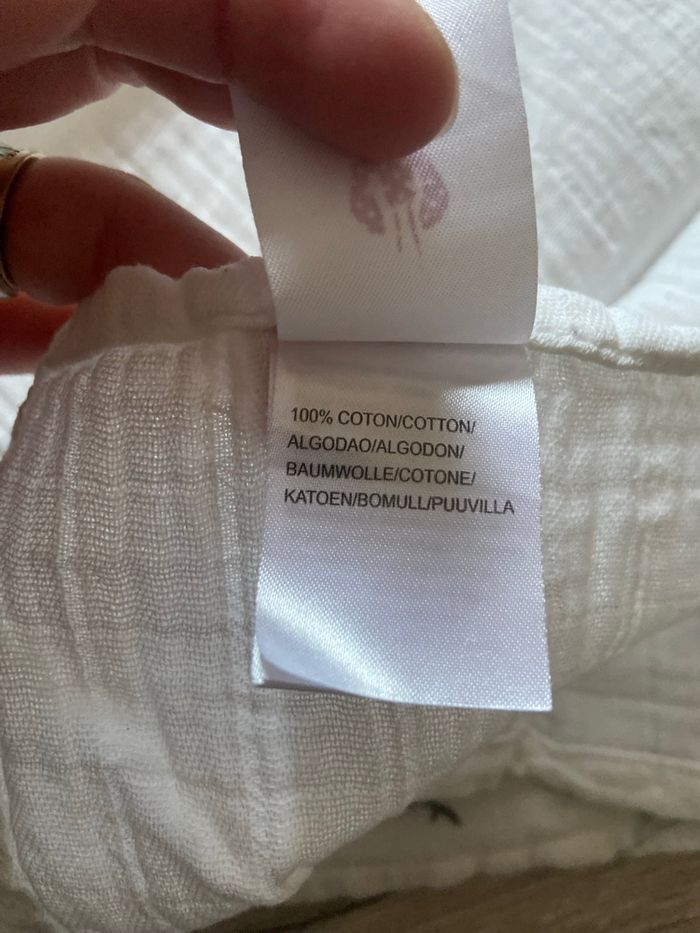 100% COTON/COTTON/
ALGODAO/ALGODON/
BAUMWOLLE/COTONE/
KATOEN/BOMULL/PUUVILLA